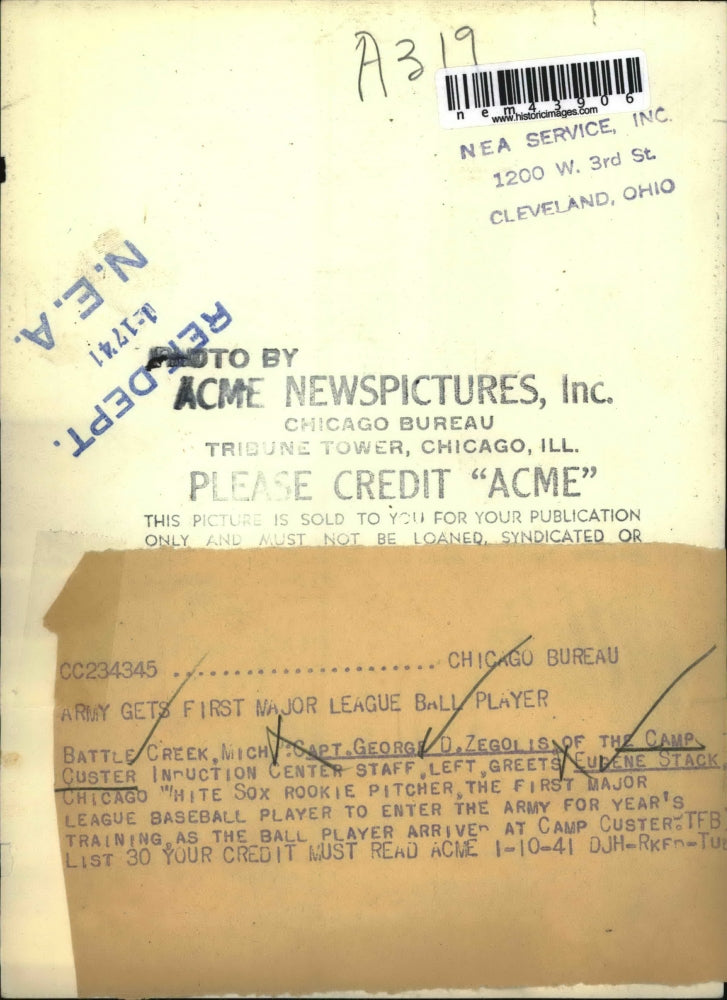 A319
nem43906
www.historicimages.com
NEA SERVICE, INC.
1200 W. 3rd St.
CLEVELAND, OHIO
N.E.A.
1-1741
REF. DEPT.
PHOTO BY
ACME NEWSPICTURES, Inc.
CHICAGO BUREAU
TRIBUNE TOWER, CHICAGO, ILL.
PLEASE CREDIT "ACME"
THIS PICTURE IS SOLD TO YOU FOR YOUR PUBLICATION
ONLY AND MUST NOT BE LOANED, SYNDICATED OR
CC234345 ........................ CHICAGO BUREAU
ARMY GETS FIRST MAJOR LEAGUE BALL PLAYER
BATTLE CREEK, MICH.: CAPT. GEORGE D. ZEGOLIS OF THE CAMP
CUSTER INDUCTION CENTER STAFF, LEFT, GREETS EUGENE STACK,
CHICAGO WHITE SOX ROOKIE PITCHER, THE FIRST MAJOR
LEAGUE BASEBALL PLAYER TO ENTER THE ARMY FOR YEAR'S
TRAINING, AS THE BALL PLAYER ARRIVED AT CAMP CUSTER. TFB
LIST 30 YOUR CREDIT MUST READ ACME 1-10-41 DJH-